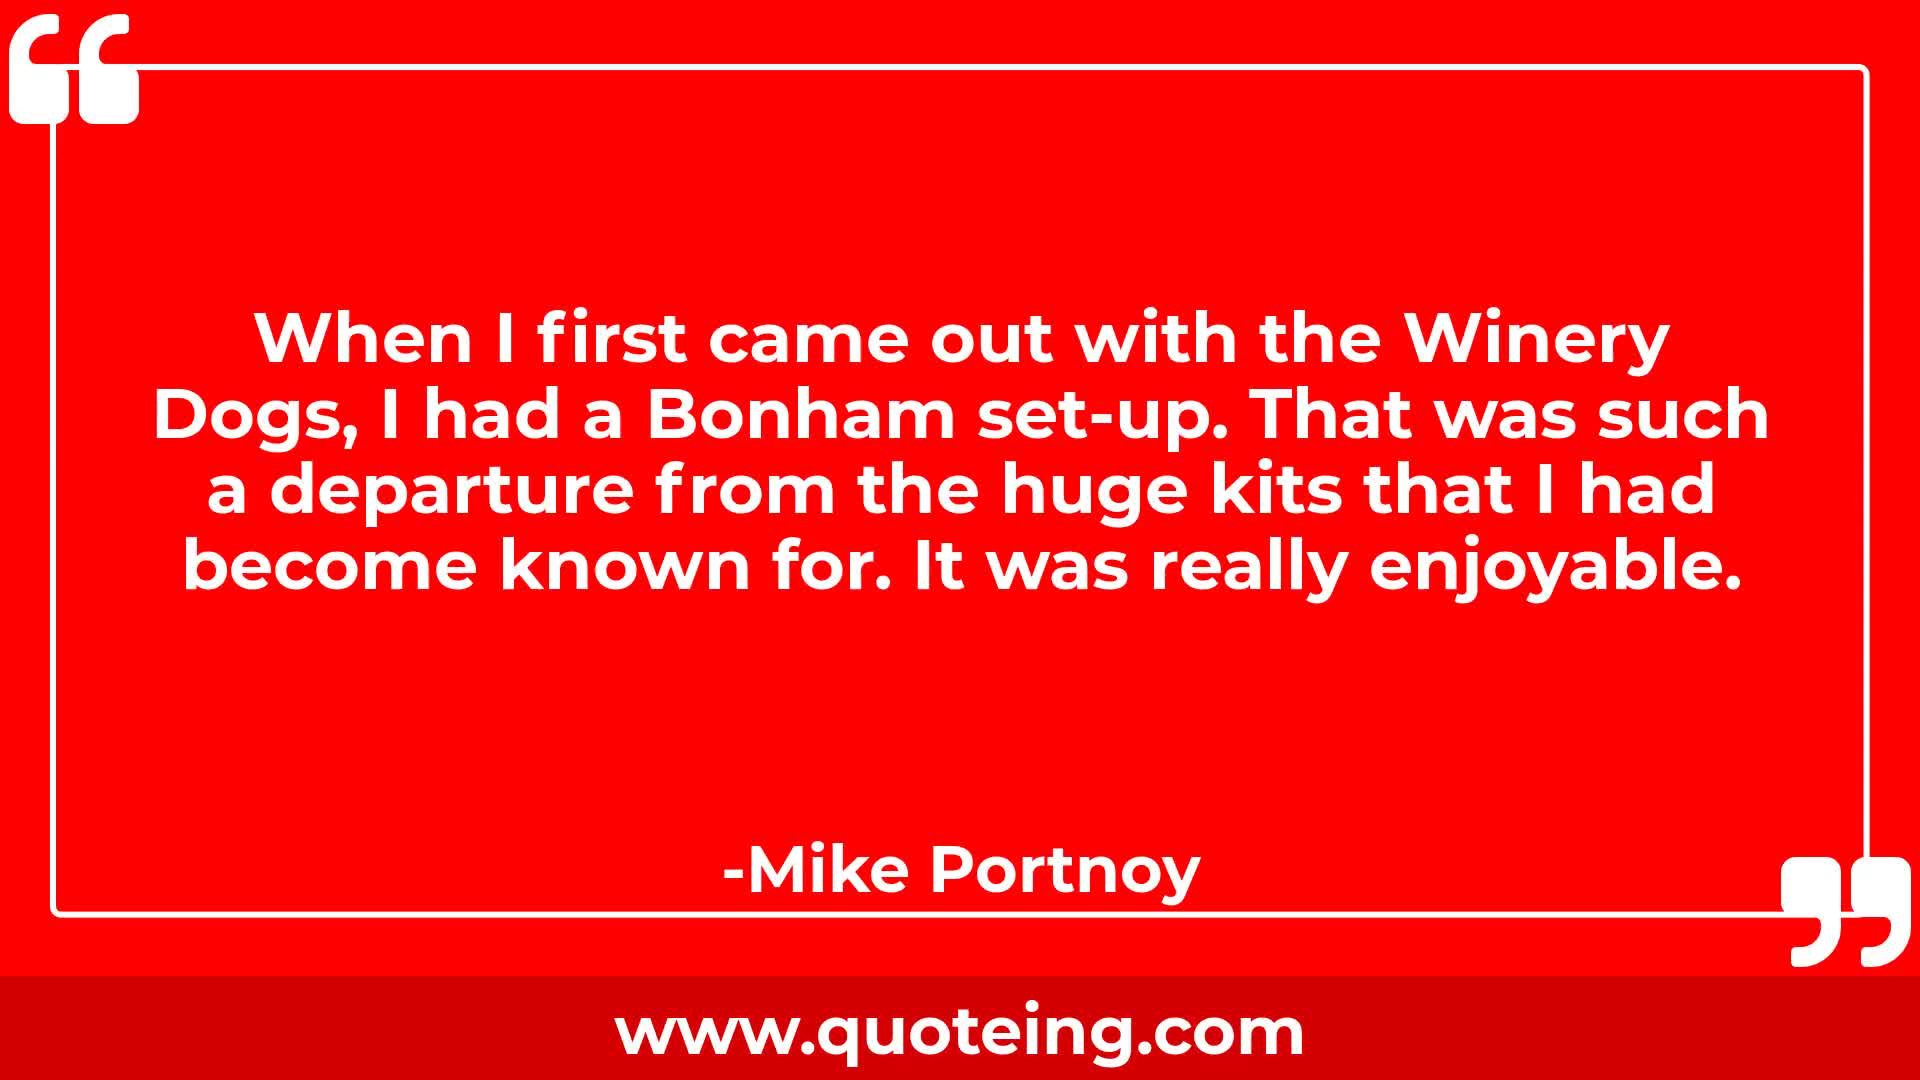 When I first came out with the Winery
Dogs, I had a Bonham set-up. That was such
a departure from the huge kits that I had
become known for. It was really enjoyable.
-Mike Portnoy
www.quoteing.com